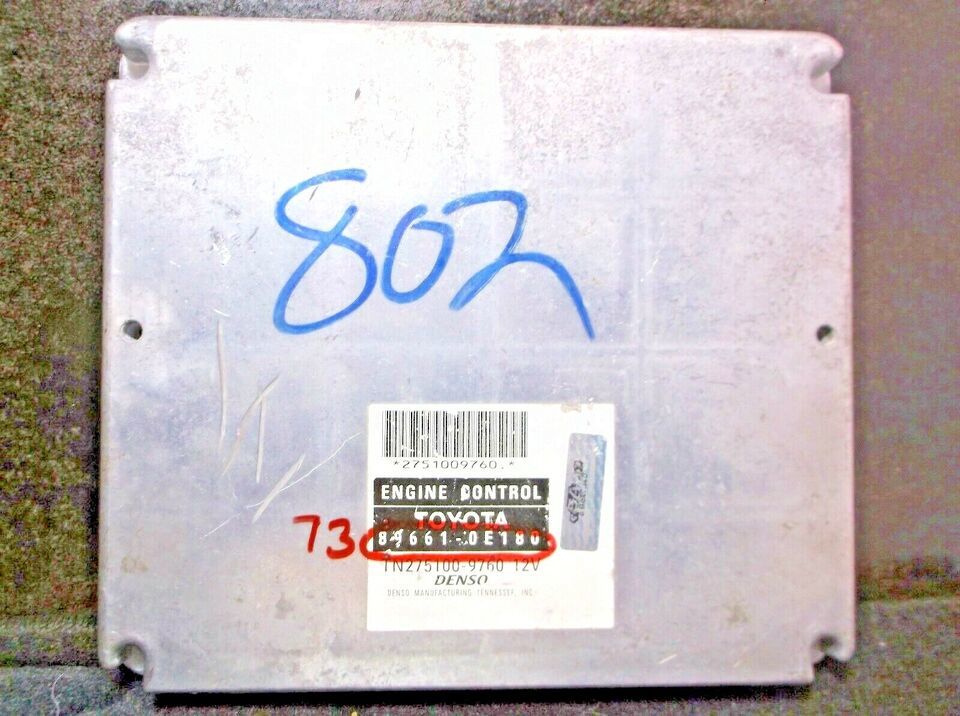 802
*2751009760.*
ENGINE CONTROL
TOYOTA
73
89661-0E180
TN275100-9760 12V
DENSO
DENSO MANUFACTURING TENNESSEE, INC.